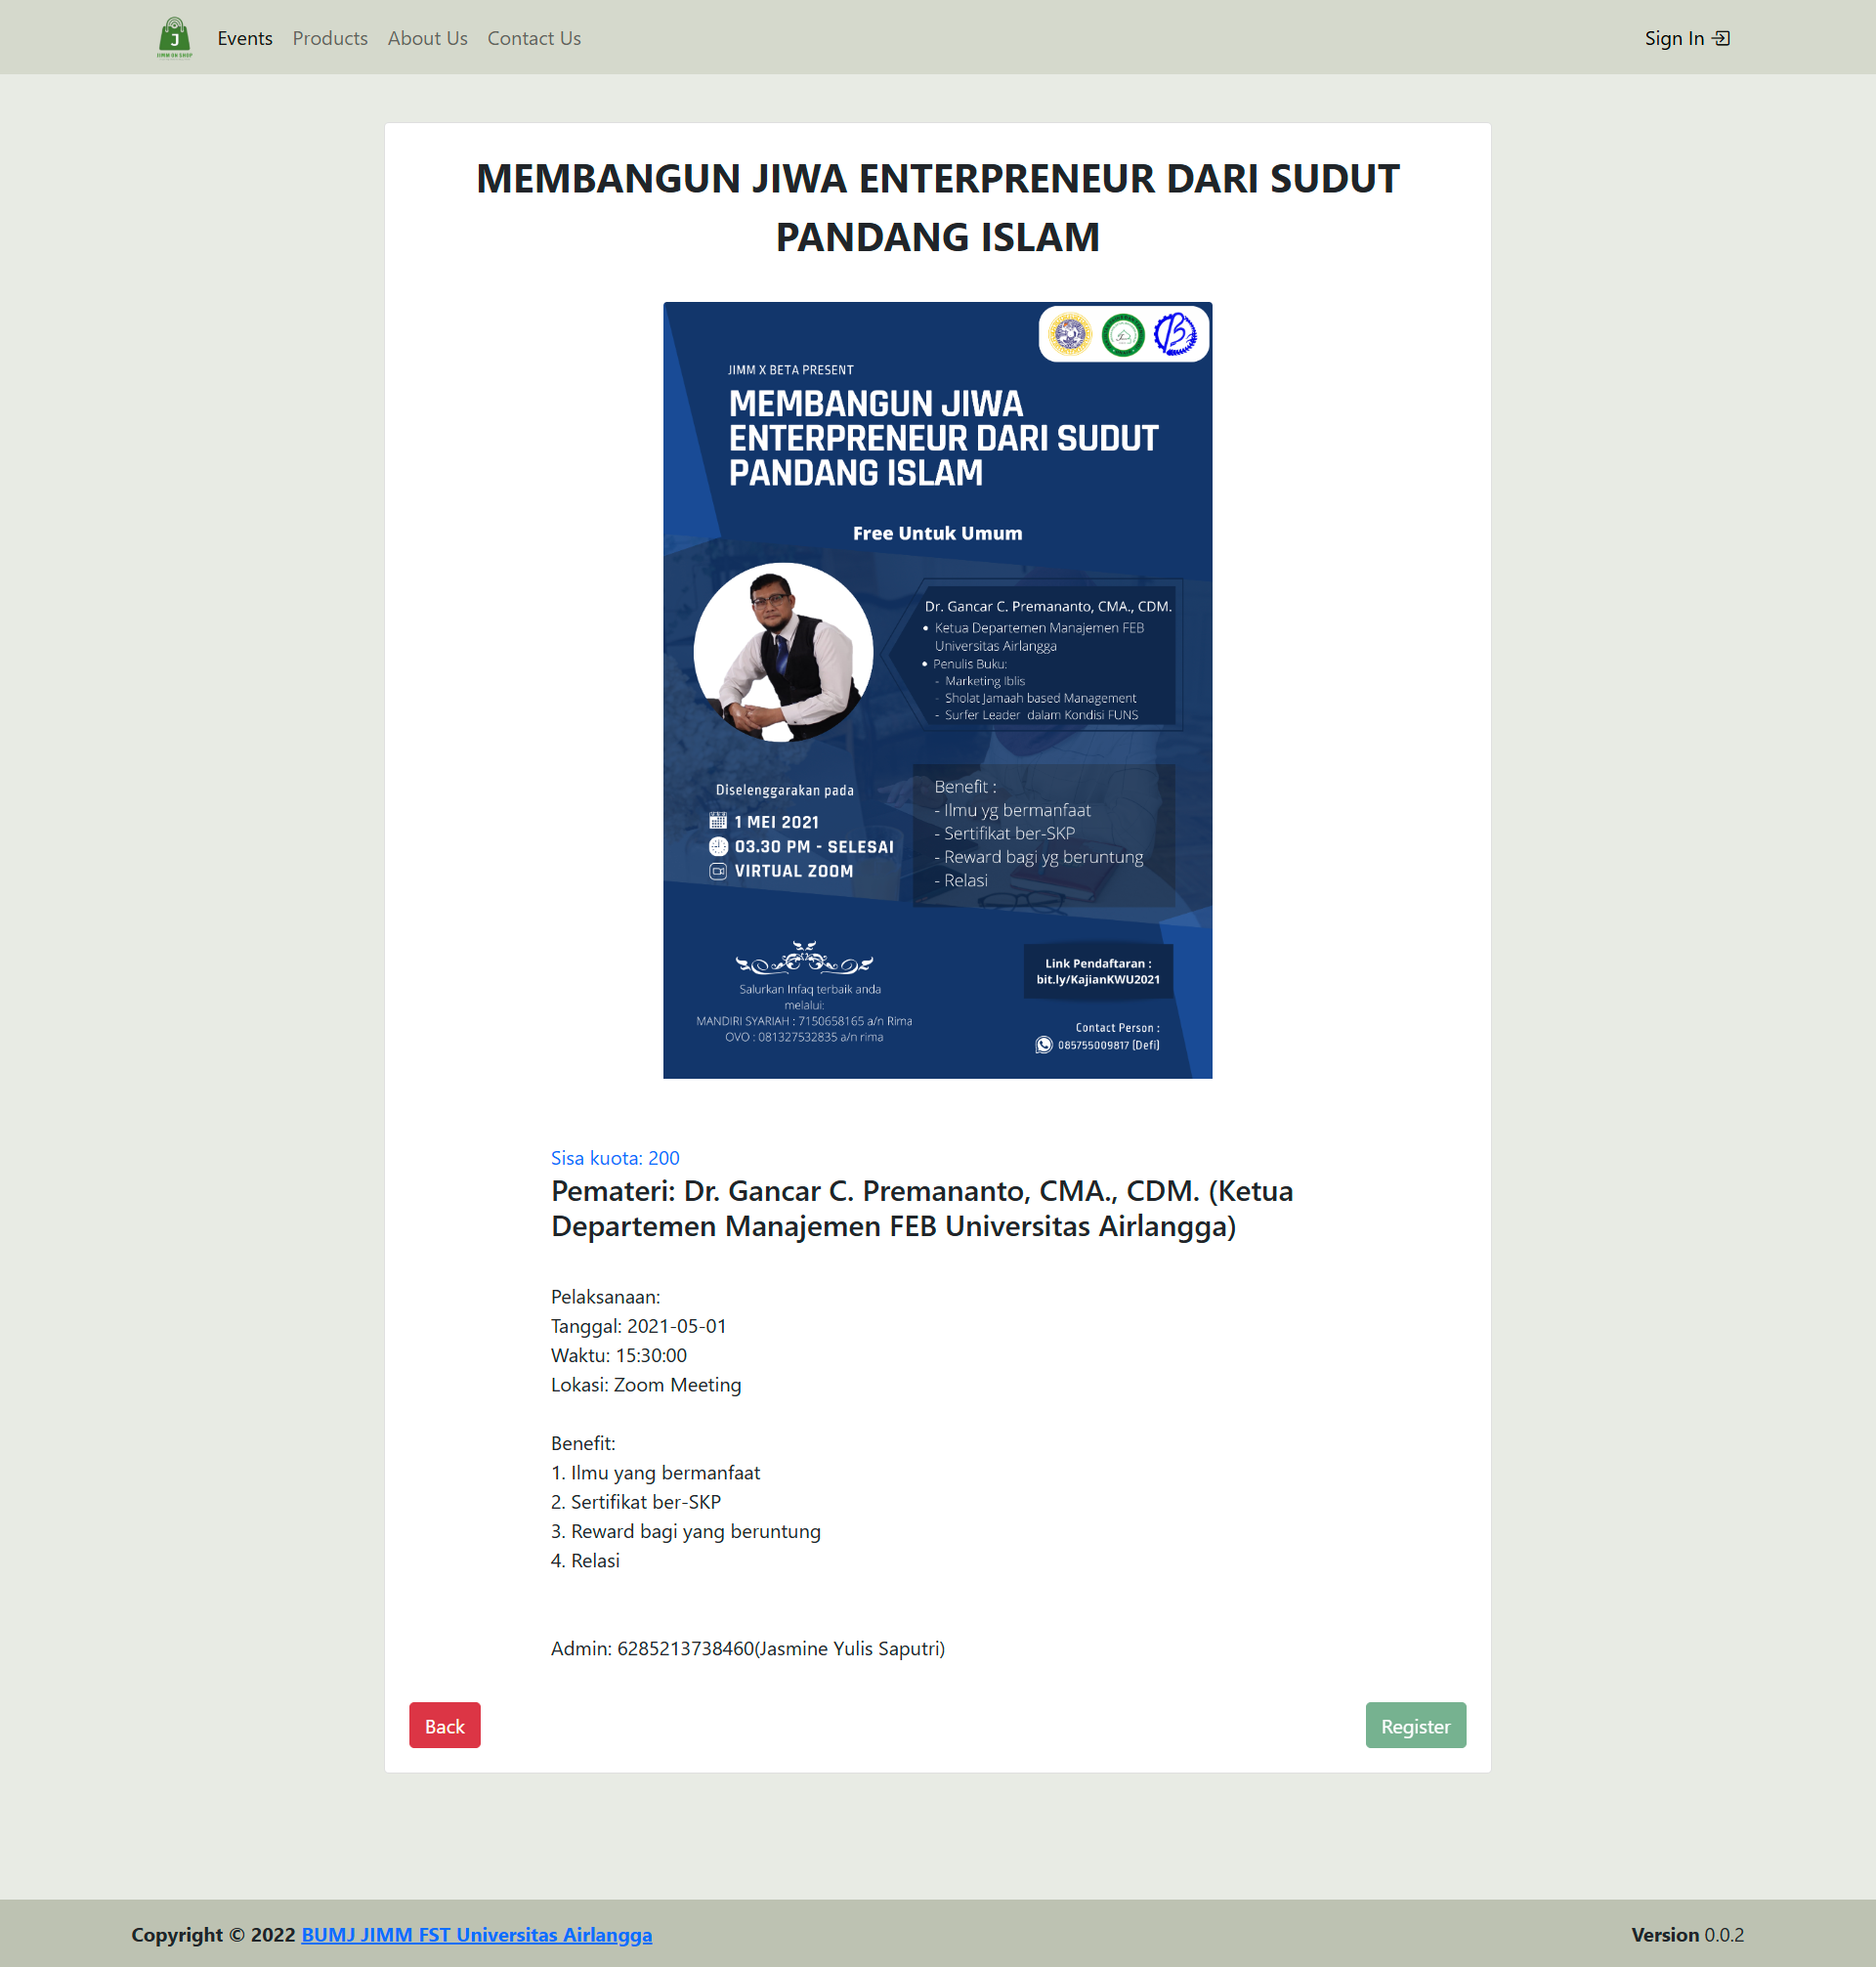 Events Products About Us Contact Us Sign In
MEMBANGUN JIWA ENTERPRENEUR DARI SUDUT
PANDANG ISLAM
JIMM X BETA PRESENT
MEMBANGUN JIWA
ENTERPRENEUR DARI SUDUT
PANDANG ISLAM
Free Untuk Umum
Dr. Gancar C. Premananto, CMA., CDM.
• Ketua Departemen Manajemen FEB
Universitas Airlangga
• Penulis Buku:
- Marketing Iblis
- Sholat Jamaah based Management
- Surfer Leader dalam Kondisi FUNS
Diselenggarakan pada
1 MEI 2021
03.30 PM - SELESAI
VIRTUAL ZOOM
Benefit :
- Ilmu yg bermanfaat
- Sertifikat ber-SKP
- Reward bagi yg beruntung
- Relasi
Salurkan Infaq terbaik anda
melalui:
MANDIRI SYARIAH : 7150658165 a/n Rima
OVO : 081327532835 a/n rima
Link Pendaftaran :
bit.ly/KajianKWU2021
Contact Person :
085755009817 (Defi)
Sisa kuota: 200
Pemateri: Dr. Gancar C. Premananto, CMA., CDM. (Ketua
Departemen Manajemen FEB Universitas Airlangga)
Pelaksanaan:
Tanggal: 2021-05-01
Waktu: 15:30:00
Lokasi: Zoom Meeting
Benefit:
1. Ilmu yang bermanfaat
2. Sertifikat ber-SKP
3. Reward bagi yang beruntung
4. Relasi
Admin: 6285213738460(Jasmine Yulis Saputri)
Back Register
Copyright © 2022 BUMJ JIMM FST Universitas Airlangga Version 0.0.2